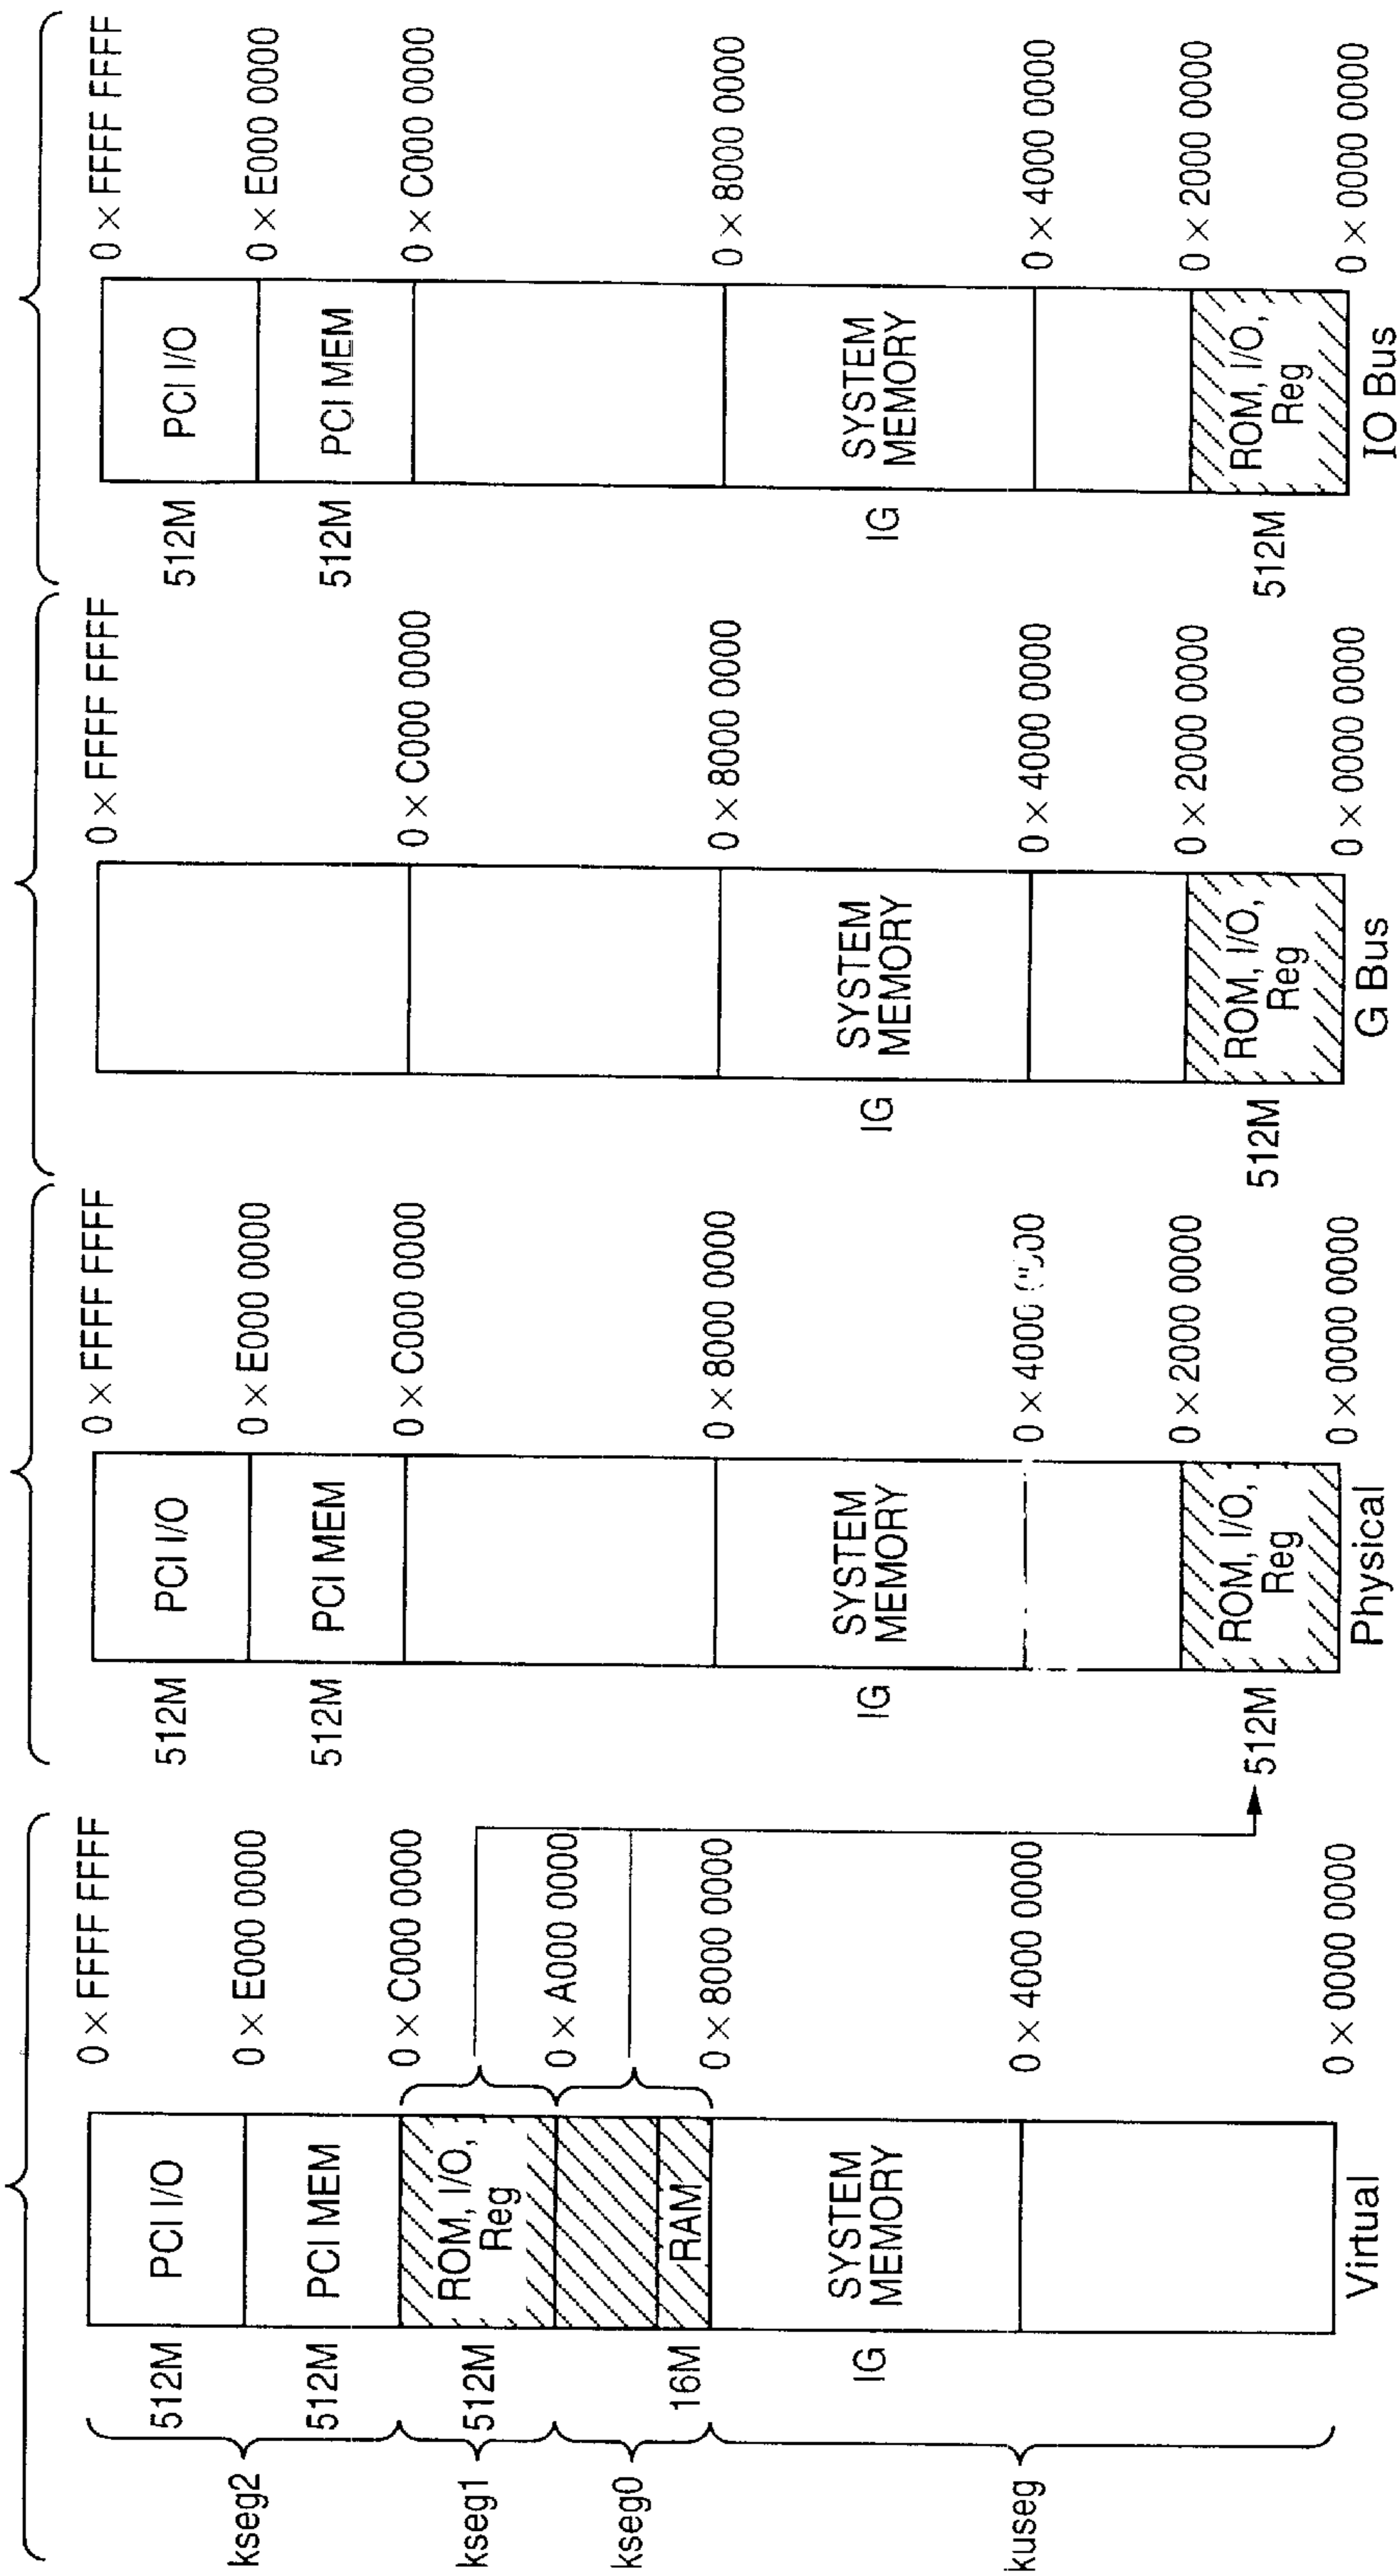 0×FFFF FFFF
512M
PCI I/O
0×E000 0000
512M
PCI MEM
kseg2
0×C000 0000
512M
ROM, I/O,
Reg
kseg1
0×A000 0000
16M
RAM
kseg0
0×8000 0000
IG
SYSTEM
MEMORY
0×4000 0000
kuseg
0×0000 0000
Virtual
0×FFFF FFFF
512M
PCI I/O
0×E000 0000
512M
PCI MEM
0×C000 0000
0×8000 0000
IG
SYSTEM
MEMORY
0×4000
0×2000 0000
512M
ROM, I/O,
Reg
0×0000 0000
Physical
0×FFFF FFFF
0×C000 0000
0×8000 0000
IG
SYSTEM
MEMORY
0×4000 0000
0×2000 0000
512M
ROM, I/O,
Reg
0×0000 0000
G Bus
0×FFFF FFFF
512M
PCI I/O
0×E000 0000
512M
PCI MEM
0×C000 0000
0×8000 0000
IG
SYSTEM
MEMORY
0×4000 0000
0×2000 0000
512M
ROM, I/O,
Reg
0×0000 0000
IO Bus